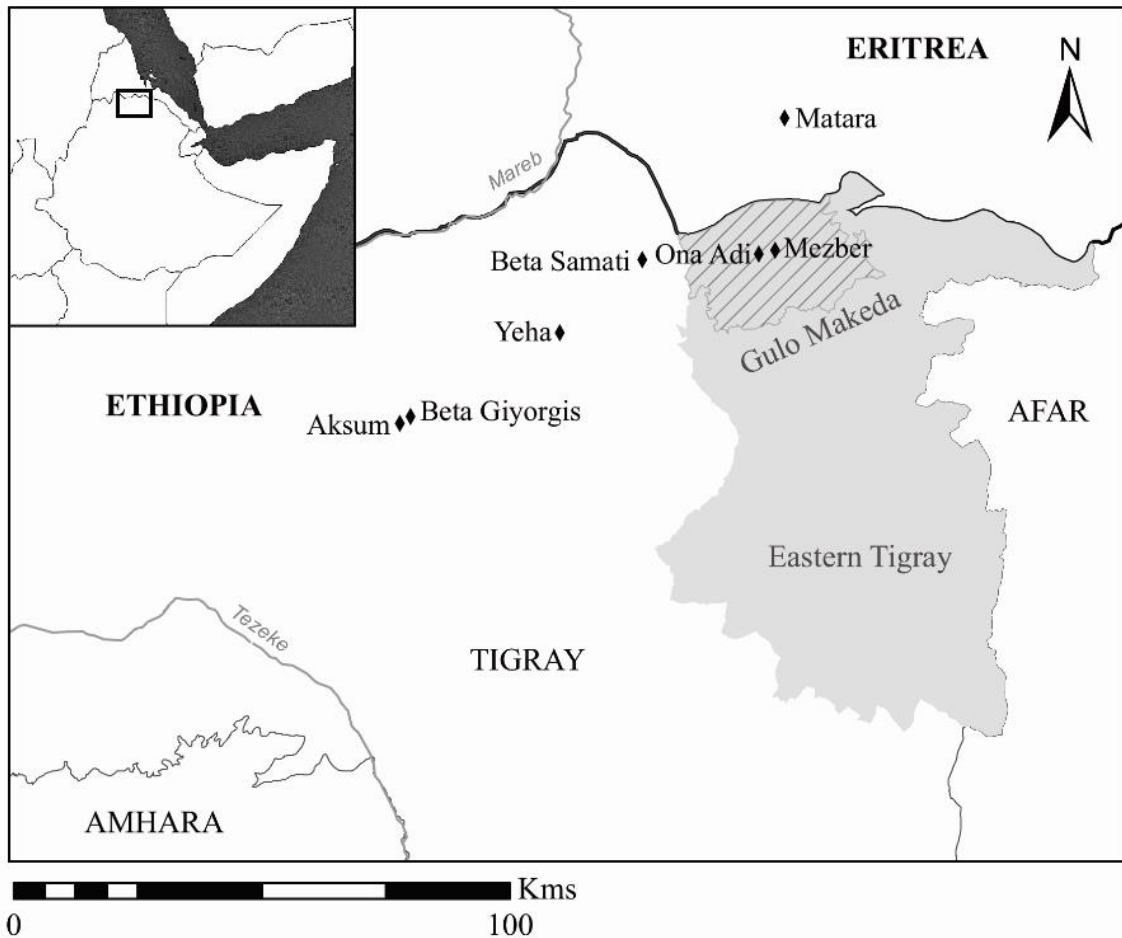 ERITREA
N
Matara
Mareb
Beta Samati
Ona Adi
Mezber
Gulo Makeda
Yeha
ETHIOPIA
Aksum
Beta Giyorgis
AFAR
Eastern Tigray
Tezeke
TIGRAY
AMHARA
Kms
0
100